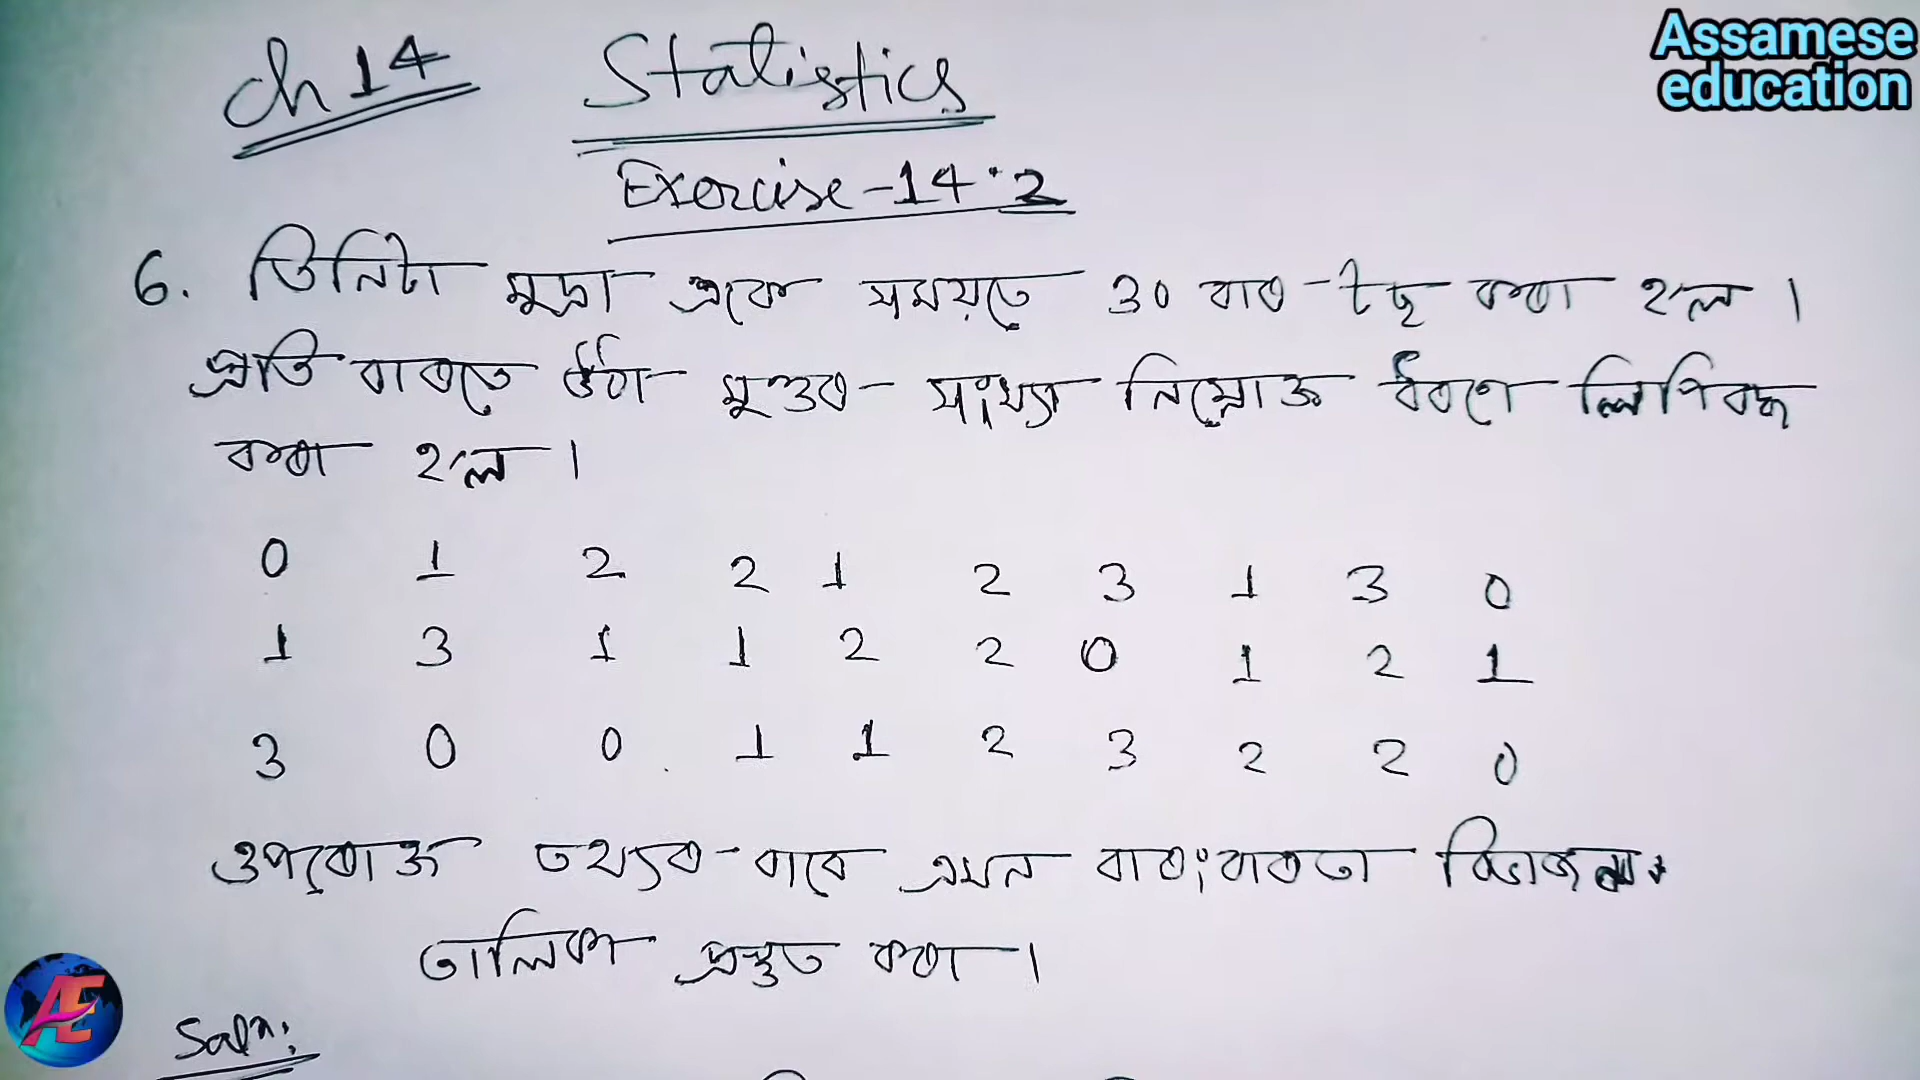 Assamese
education
Ch 14 Statistics
Exercise-14.2
6. তিনিটা মুদ্ৰা একে সময়তে 30 বাৰ টছ কৰা হ'ল।
প্ৰতি বাৰতে উঠা মুণ্ডৰ সংখ্যা নিম্নোক্ত ধৰণে লিপিবদ্ধ
কৰা হ'ল।
0 1 2 2 1 2 3 1 3 0
1 3 1 1 2 2 0 1 2 1
3 0 0 1 1 2 3 2 2 0
ওপৰোক্ত তথ্যৰ বাবে এখন বাৰংবাৰতা বিভাজন
তালিকা প্ৰস্তুত কৰা।
AE
Soln: